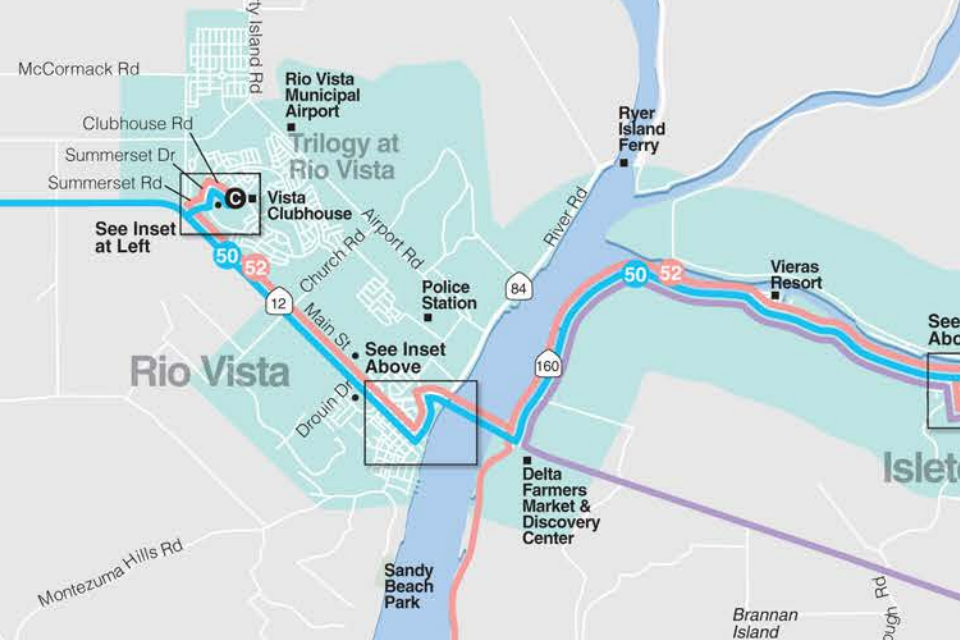 ty Island Rd
McCormack Rd
Rio Vista
Municipal
Airport
Clubhouse Rd
Trilogy at
Rio Vista
Ryer
Island
Ferry
Summerset Dr
Summerset Rd
C
Vista
Clubhouse
See Inset
at Left
50
52
Church Rd
Airport Rd
River Rd
84
12
Main St
Police
Station
50
52
Vieras
Resort
See
Abo
See Inset
Above
160
Rio Vista
Drouin Dr
Islet
Delta
Farmers
Market &
Discovery
Center
Montezuma Hills Rd
Sandy
Beach
Park
Brannan
Island
ough Rd